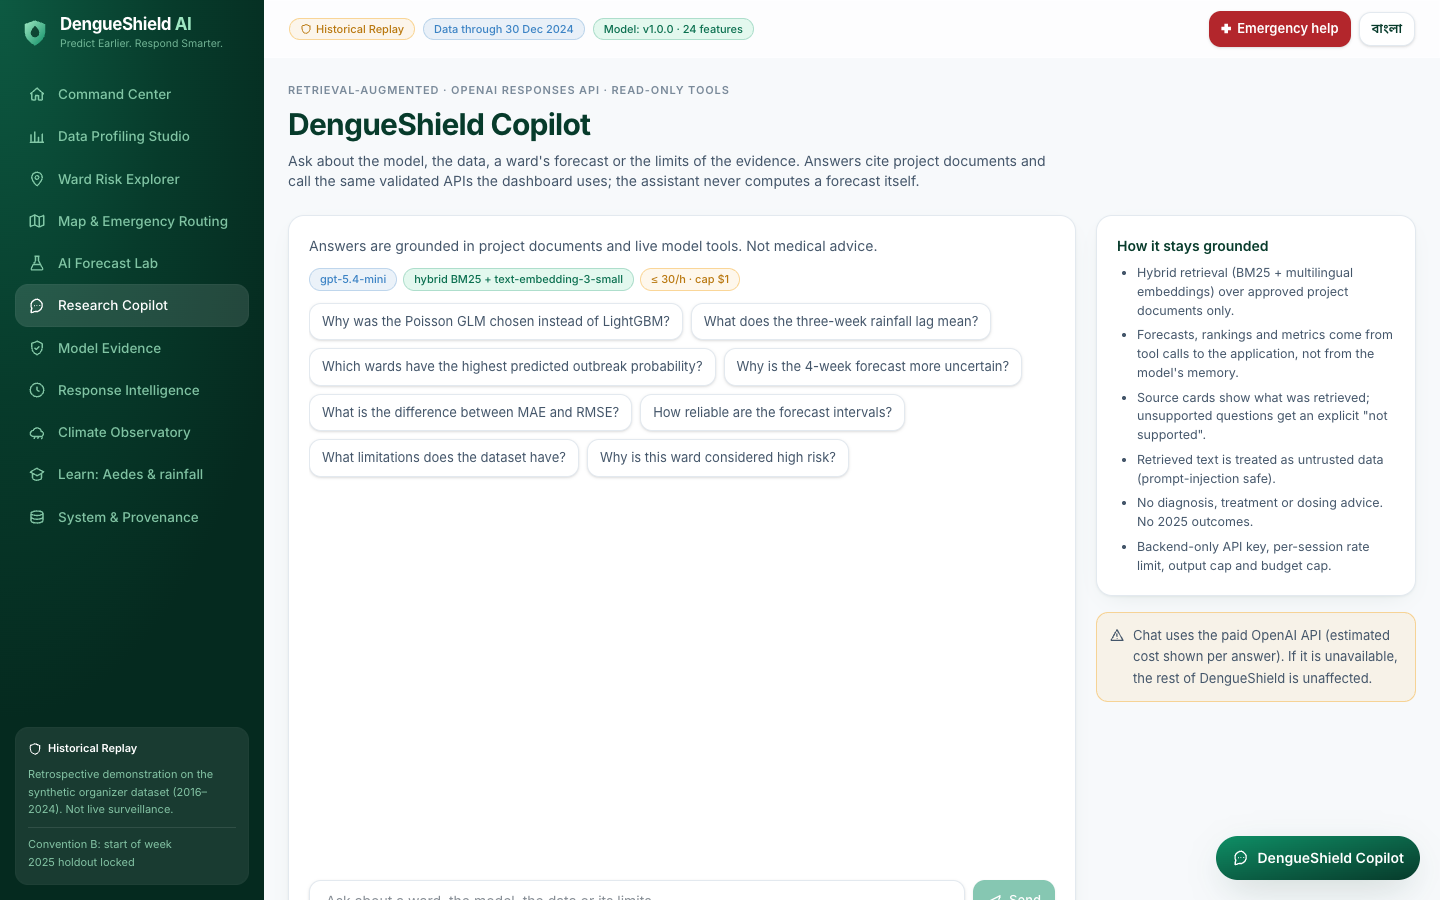 DengueShield AI
Predict Earlier. Respond Smarter.
Command Center
Data Profiling Studio
Ward Risk Explorer
Map & Emergency Routing
AI Forecast Lab
Research Copilot
Model Evidence
Response Intelligence
Climate Observatory
Learn: Aedes & rainfall
System & Provenance
Historical Replay
Retrospective demonstration on the
synthetic organizer dataset (2016–
2024). Not live surveillance.
Convention B: start of week
2025 holdout locked
Historical Replay
Data through 30 Dec 2024
Model: v1.0.0 · 24 features
Emergency help
বাংলা
RETRIEVAL-AUGMENTED · OPENAI RESPONSES API · READ-ONLY TOOLS
DengueShield Copilot
Ask about the model, the data, a ward's forecast or the limits of the evidence. Answers cite project documents and
call the same validated APIs the dashboard uses; the assistant never computes a forecast itself.
Answers are grounded in project documents and live model tools. Not medical advice.
gpt-5.4-mini
hybrid BM25 + text-embedding-3-small
≤ 30/h · cap $1
Why was the Poisson GLM chosen instead of LightGBM?
What does the three-week rainfall lag mean?
Which wards have the highest predicted outbreak probability?
Why is the 4-week forecast more uncertain?
What is the difference between MAE and RMSE?
How reliable are the forecast intervals?
What limitations does the dataset have?
Why is this ward considered high risk?
Ask about a ward, the model, the data or its limits
Send
How it stays grounded
• Hybrid retrieval (BM25 + multilingual
embeddings) over approved project
documents only.
• Forecasts, rankings and metrics come from
tool calls to the application, not from the
model's memory.
• Source cards show what was retrieved;
unsupported questions get an explicit "not
supported".
• Retrieved text is treated as untrusted data
(prompt-injection safe).
• No diagnosis, treatment or dosing advice.
No 2025 outcomes.
• Backend-only API key, per-session rate
limit, output cap and budget cap.
Chat uses the paid OpenAI API (estimated
cost shown per answer). If it is unavailable,
the rest of DengueShield is unaffected.
DengueShield Copilot